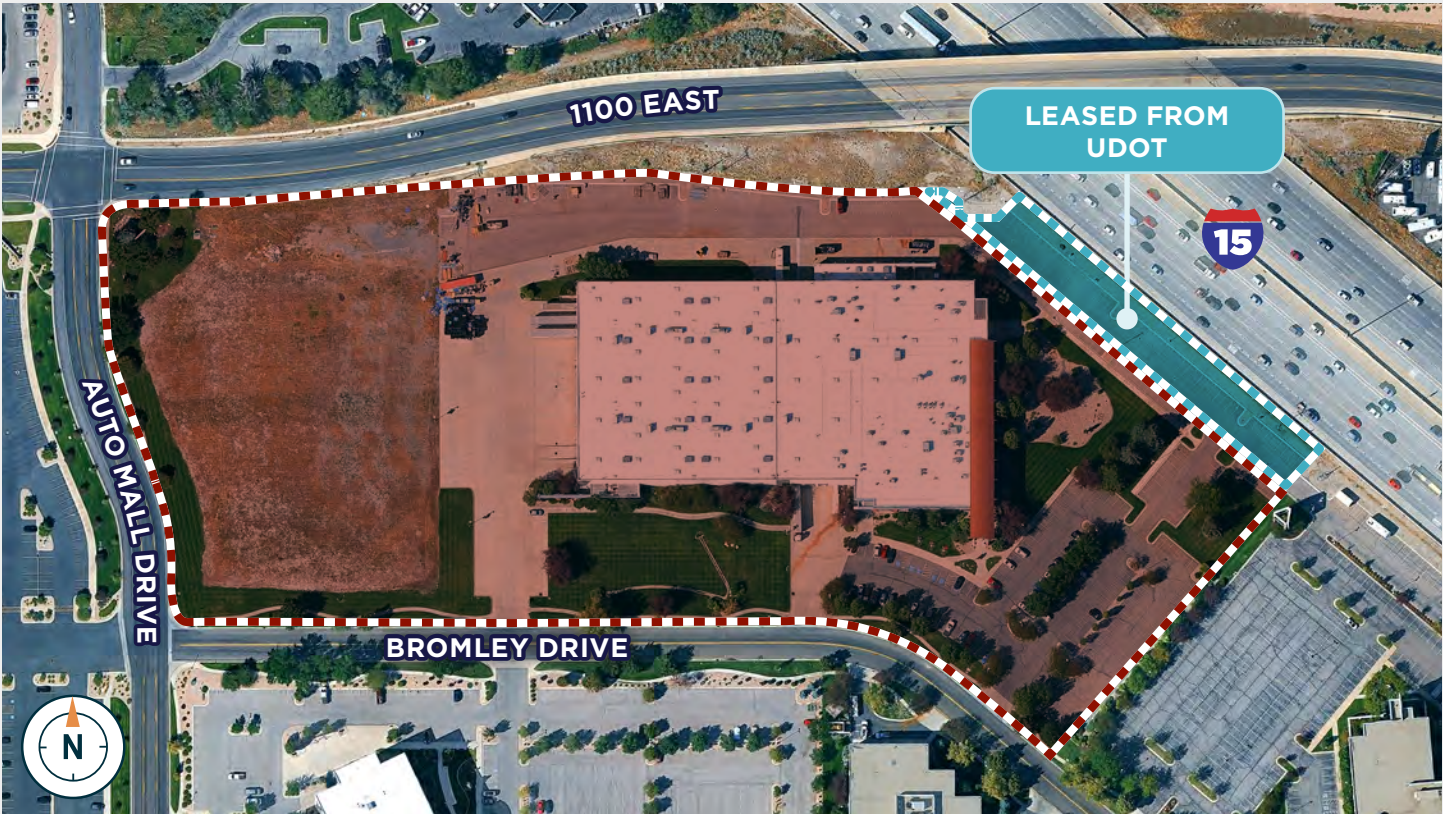 1100 EAST
LEASED FROM
UDOT
15
AUTO MALL DRIVE
BROMLEY DRIVE
N